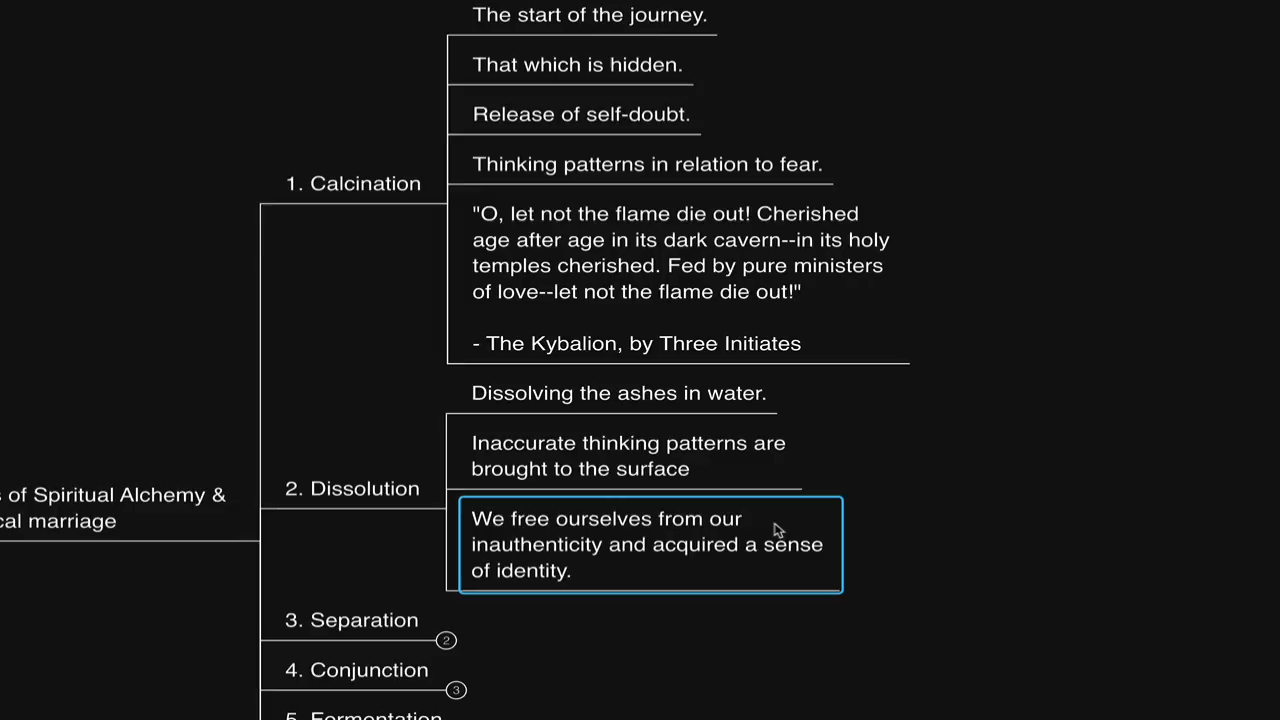 The start of the journey.
That which is hidden.
Release of self-doubt.
Thinking patterns in relation to fear.
1. Calcination
"O, let not the flame die out! Cherished
age after age in its dark cavern--in its holy
temples cherished. Fed by pure ministers
of love--let not the flame die out!"
- The Kybalion, by Three Initiates
Dissolving the ashes in water.
Inaccurate thinking patterns are
brought to the surface
2. Dissolution
We free ourselves from our
inauthenticity and acquired a sense
of identity.
of Spiritual Alchemy &
marriage
3. Separation
2
4. Conjunction
3
5. Fermentation